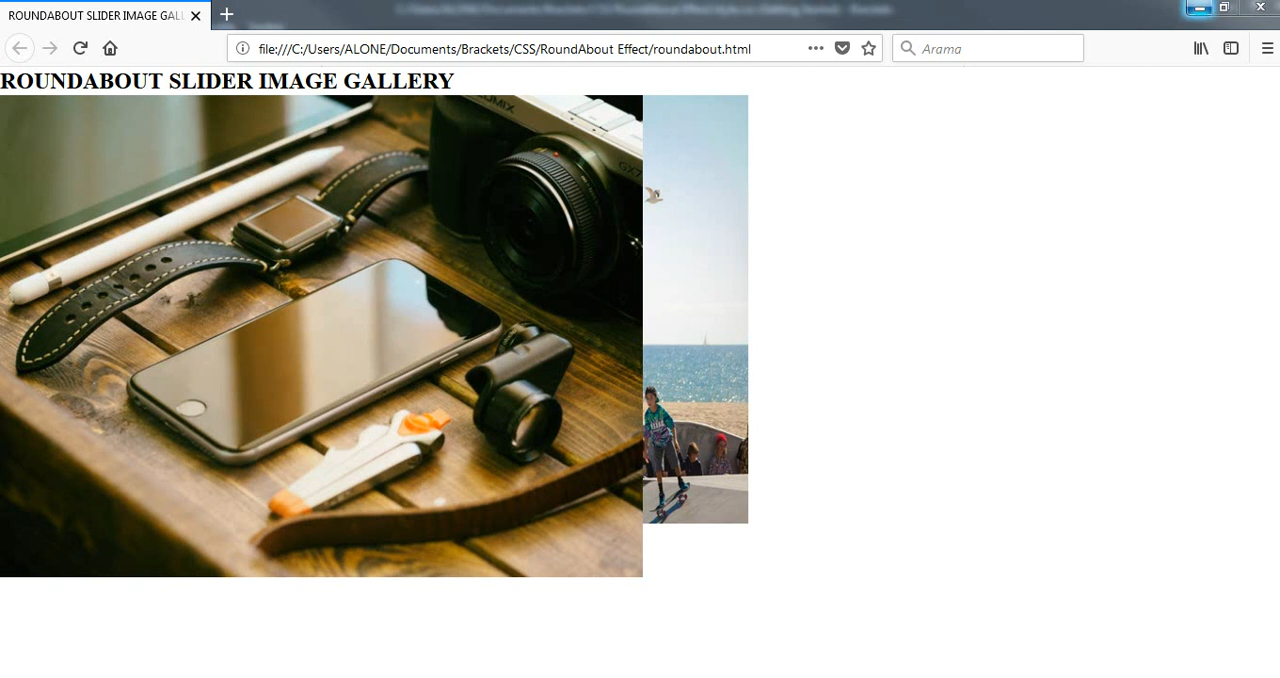 ROUNDABOUT SLIDER IMAGE GALL
file:///C:/Users/ALONE/Documents/Brackets/CSS/RoundAbout Effect/roundabout.html
Arama
ROUNDABOUT SLIDER IMAGE GALLERY
GX7